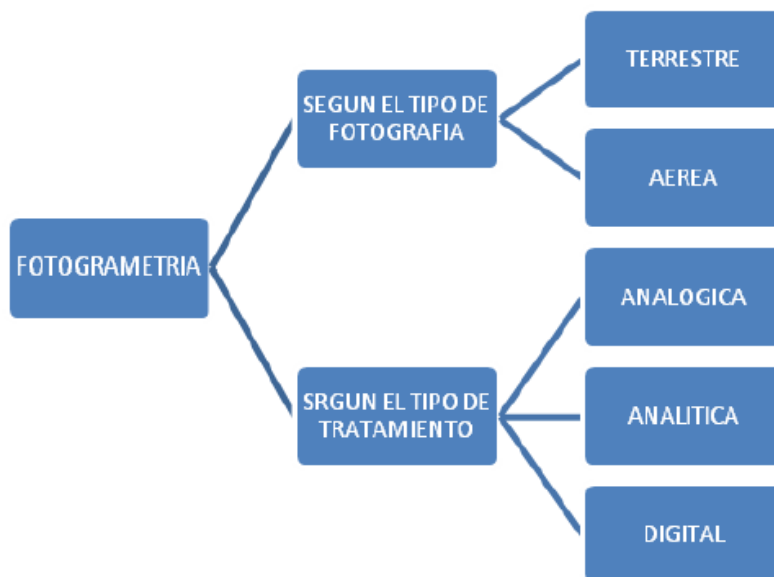 FOTOGRAMETRIA
SEGUN EL TIPO DE
FOTOGRAFIA
TERRESTRE
AEREA
SRGUN EL TIPO DE
TRATAMIENTO
ANALOGICA
ANALITICA
DIGITAL